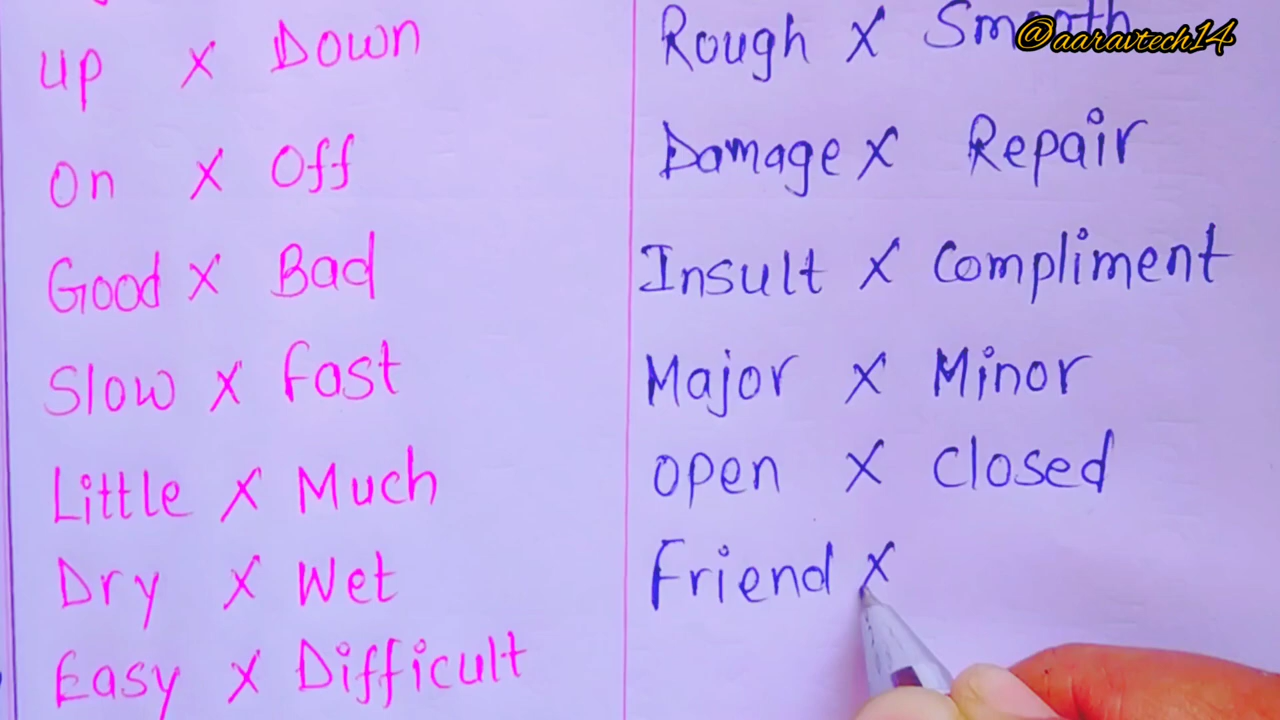 Up X Down
On X Off
Good X Bad
Slow X Fast
Little X Much
Dry X Wet
Easy X Difficult
Rough X Smooth
@aaravtech14
Damage X Repair
Insult X Compliment
Major X Minor
Open X Closed
Friend X